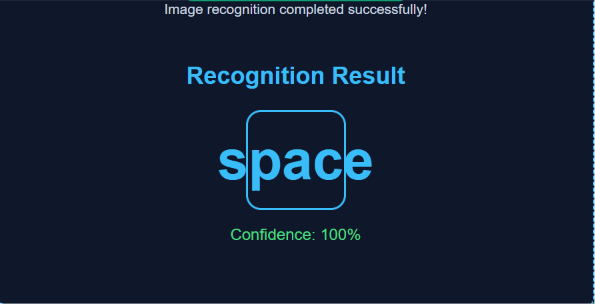 Image recognition completed successfully!
Recognition Result
space
Confidence: 100%